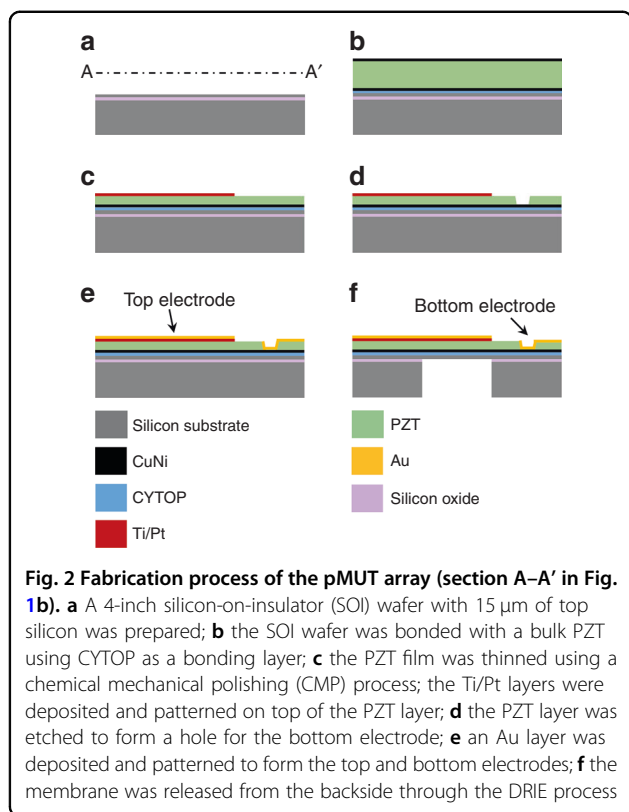 a
b
A
A′
c
d
e
f
Top electrode
Bottom electrode
Silicon substrate
CuNi
CYTOP
Ti/Pt
PZT
Au
Silicon oxide
Fig. 2 Fabrication process of the pMUT array (section A–A′ in Fig.
1b). a A 4-inch silicon-on-insulator (SOI) wafer with 15 μm of top
silicon was prepared; b the SOI wafer was bonded with a bulk PZT
using CYTOP as a bonding layer; c the PZT film was thinned using a
chemical mechanical polishing (CMP) process; the Ti/Pt layers were
deposited and patterned on top of the PZT layer; d the PZT layer was
etched to form a hole for the bottom electrode; e an Au layer was
deposited and patterned to form the top and bottom electrodes; f the
membrane was released from the backside through the DRIE process